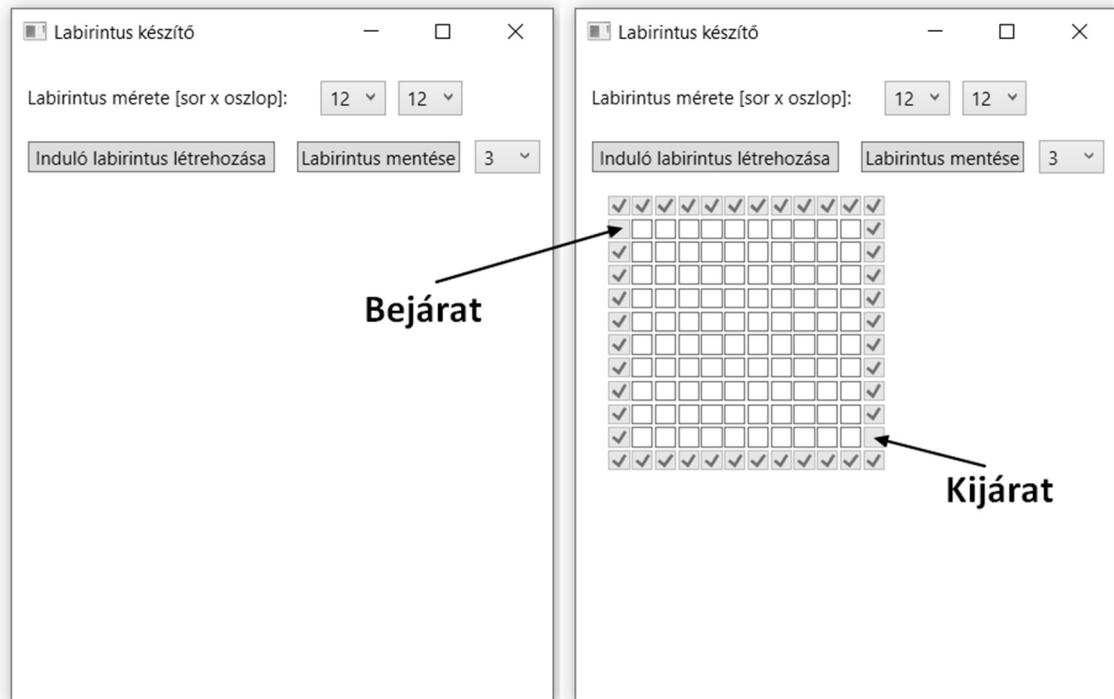 Labirintus készítő
Labirintus mérete [sor x oszlop]: 12 12
Induló labirintus létrehozása Labirintus mentése 3
Labirintus készítő
Labirintus mérete [sor x oszlop]: 12 12
Induló labirintus létrehozása Labirintus mentése 3
Bejárat
Kijárat